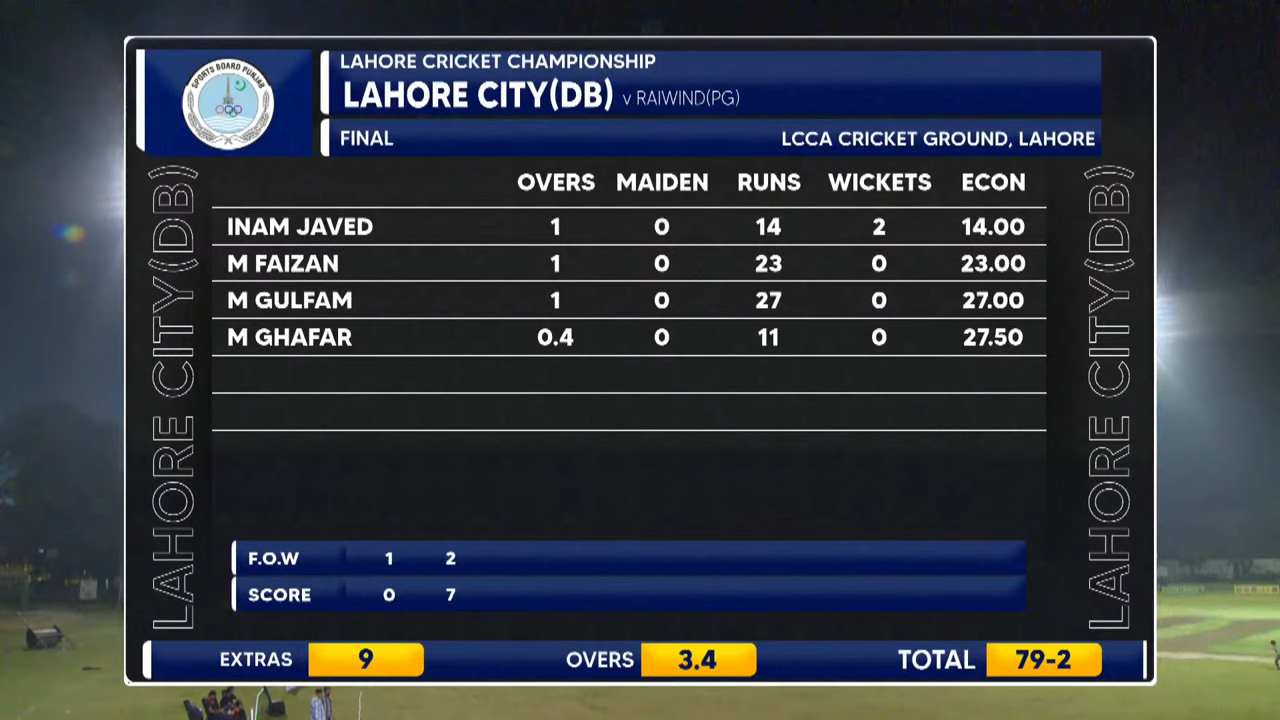 SPORTS BOARD PUNJAB
LAHORE CRICKET CHAMPIONSHIP
LAHORE CITY(DB) v RAIWIND(PG)
FINAL LCCA CRICKET GROUND, LAHORE
LAHORE CITY(DB)
OVERS MAIDEN RUNS WICKETS ECON
INAM JAVED 1 0 14 2 14.00
M FAIZAN 1 0 23 0 23.00
M GULFAM 1 0 27 0 27.00
M GHAFAR 0.4 0 11 0 27.50
LAHORE CITY(DB)
F.O.W 1 2
SCORE 0 7
EXTRAS 9 OVERS 3.4 TOTAL 79-2